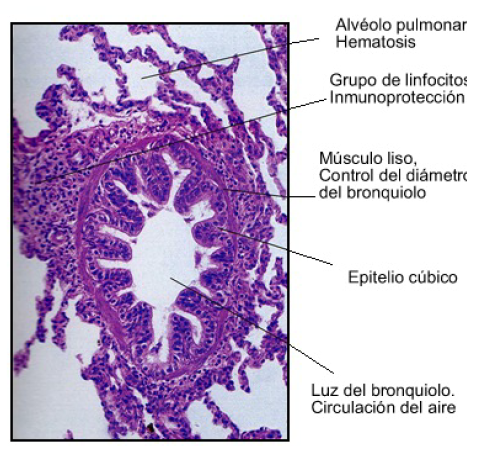 Alvéolo pulmonar
Hematosis
Grupo de linfocitos
Inmunoprotección
Músculo liso,
Control del diámetro
del bronquiolo
Epitelio cúbico
Luz del bronquiolo.
Circulación del aire